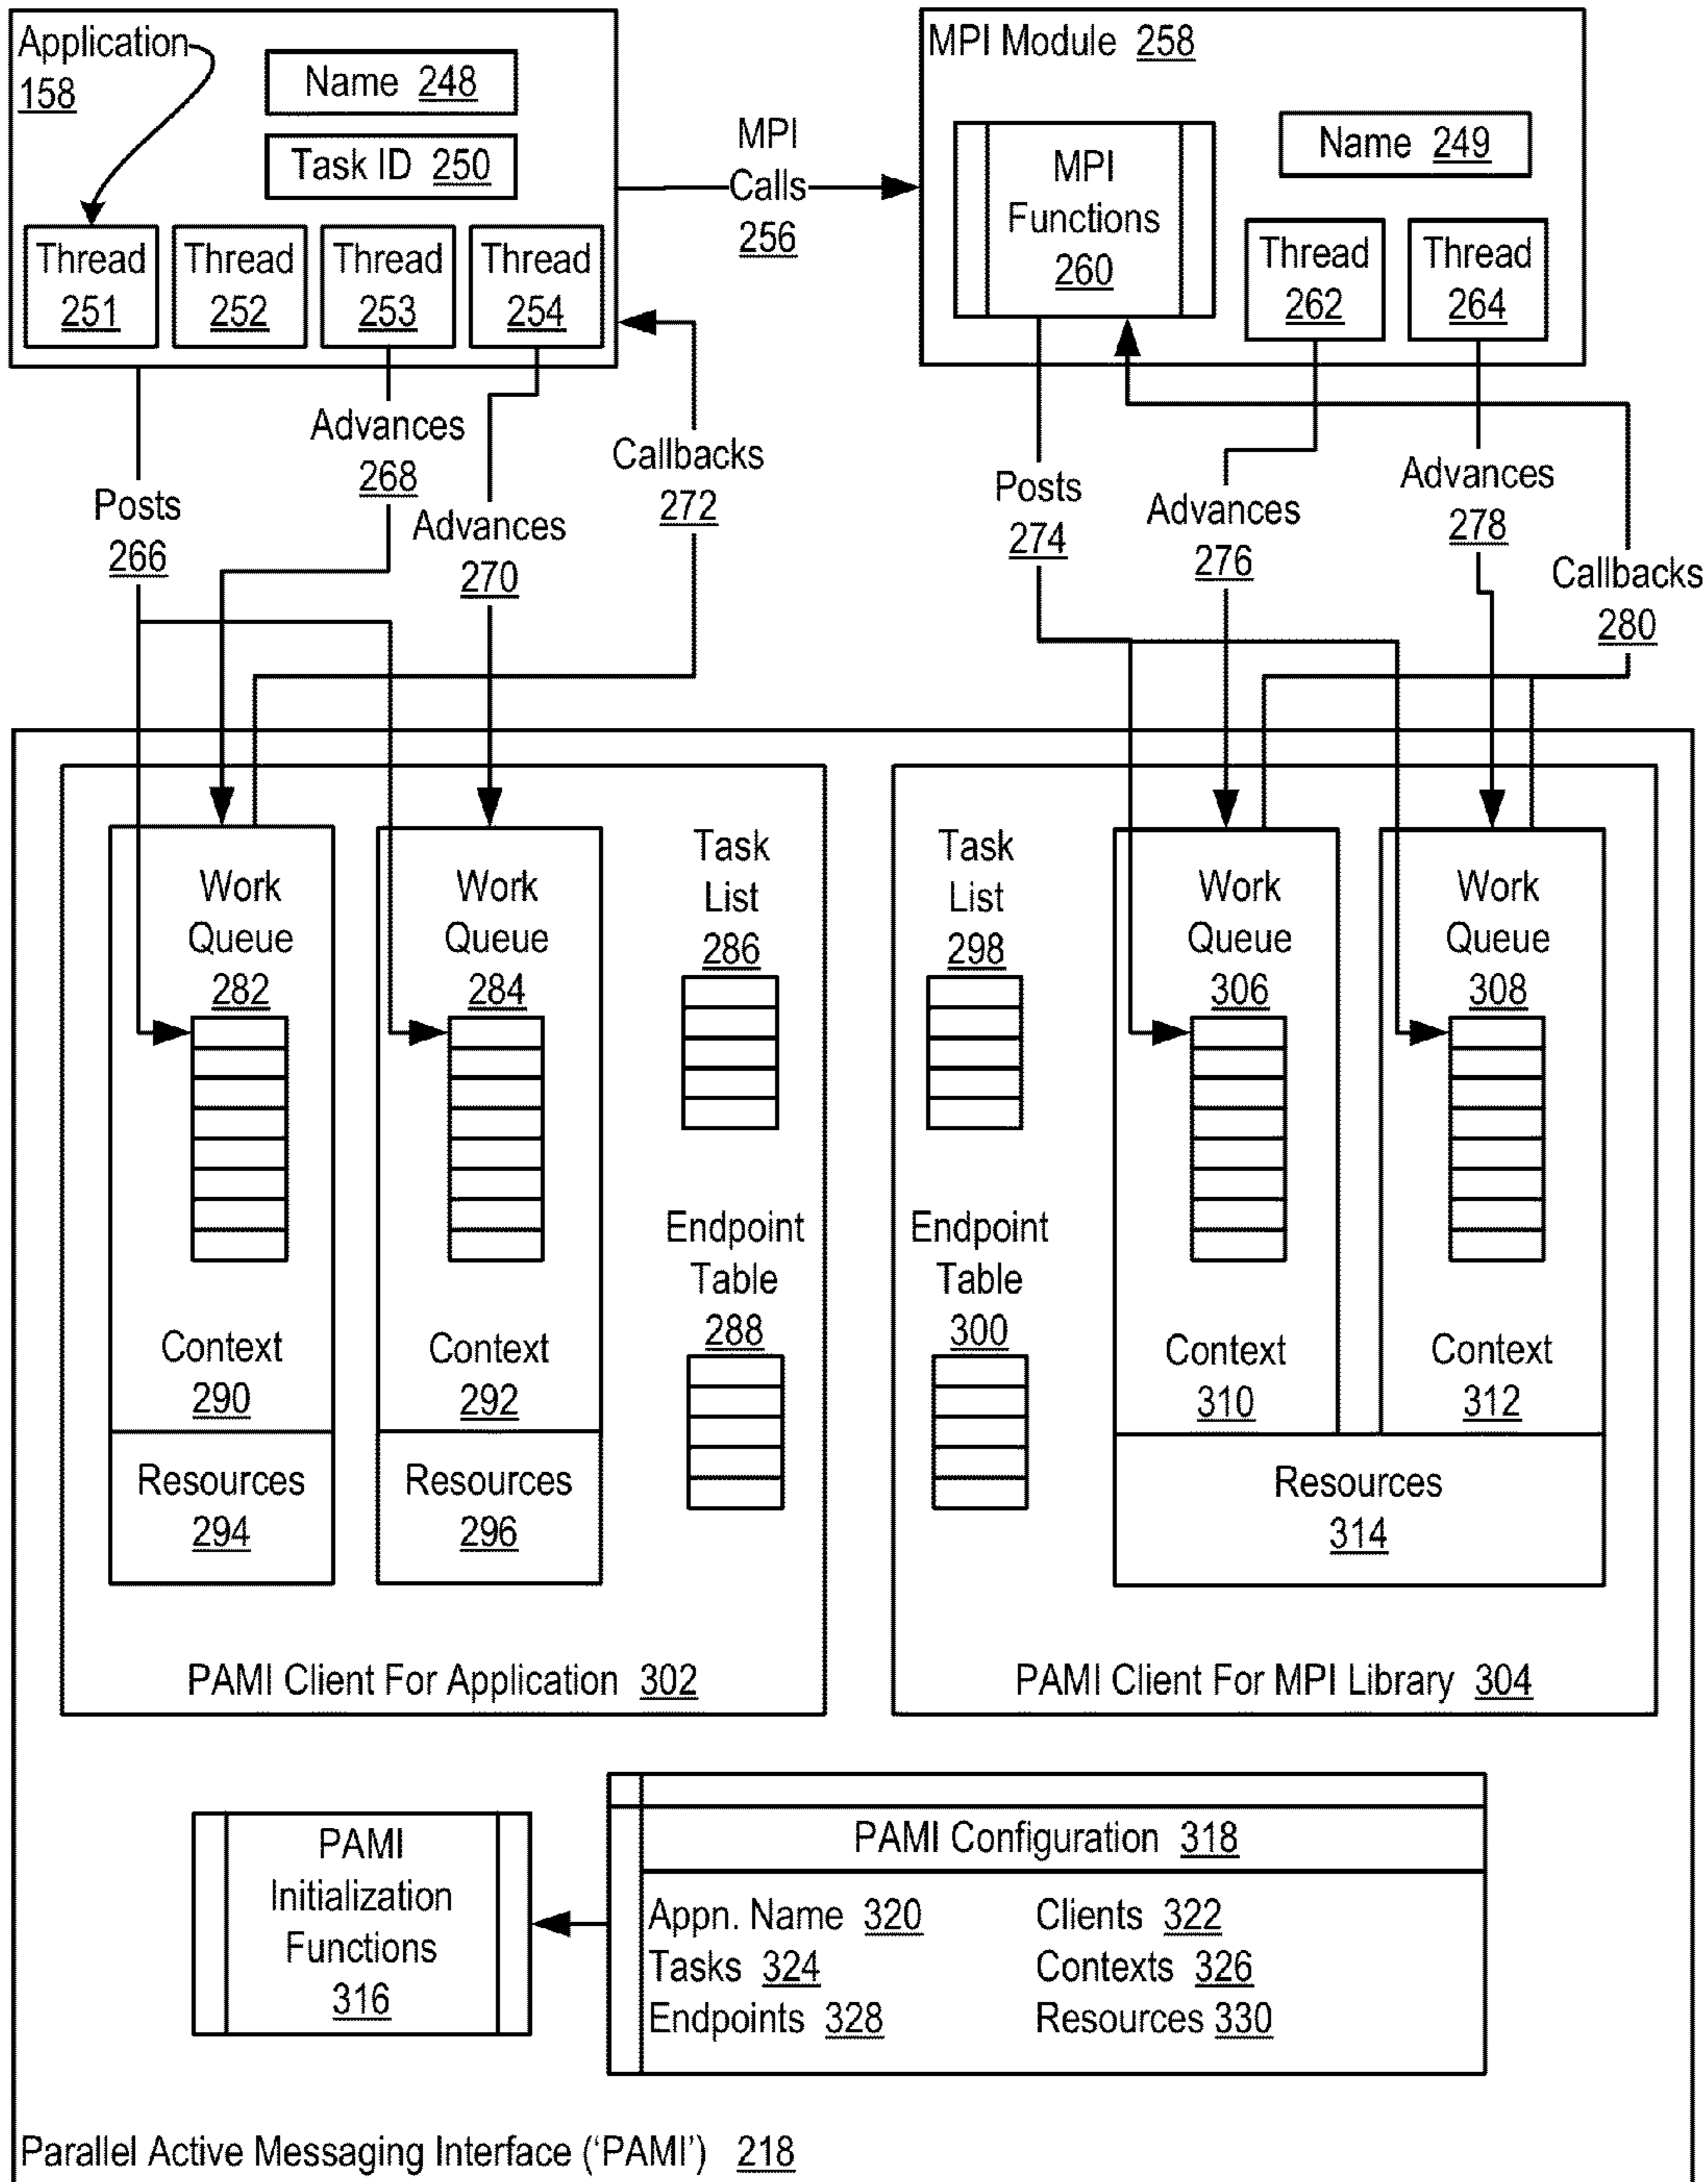 Application
158
Name 248
Task ID 250
Thread
251
Thread
252
Thread
253
Thread
254
MPI
Calls
256
MPI Module 258
MPI
Functions
260
Name 249
Thread
262
Thread
264
Posts
266
Advances
268
Advances
270
Callbacks
272
Posts
274
Advances
276
Advances
278
Callbacks
280
Work
Queue
282
Context
290
Resources
294
Work
Queue
284
Context
292
Resources
296
Task
List
286
Endpoint
Table
288
PAMI Client For Application 302
Task
List
298
Endpoint
Table
300
Work
Queue
306
Context
310
Work
Queue
308
Context
312
Resources
314
PAMI Client For MPI Library 304
PAMI
Initialization
Functions
316
PAMI Configuration 318
Appn. Name 320 Clients 322
Tasks 324 Contexts 326
Endpoints 328 Resources 330
Parallel Active Messaging Interface (‘PAMI’) 218